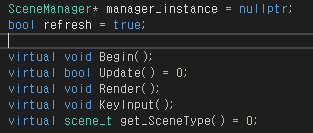 SceneManager* manager_instance = nullptr;
bool refresh = true;
virtual void Begin();
virtual bool Update() = 0;
virtual void Render();
virtual void KeyInput();
virtual scene_t get_SceneType() = 0;